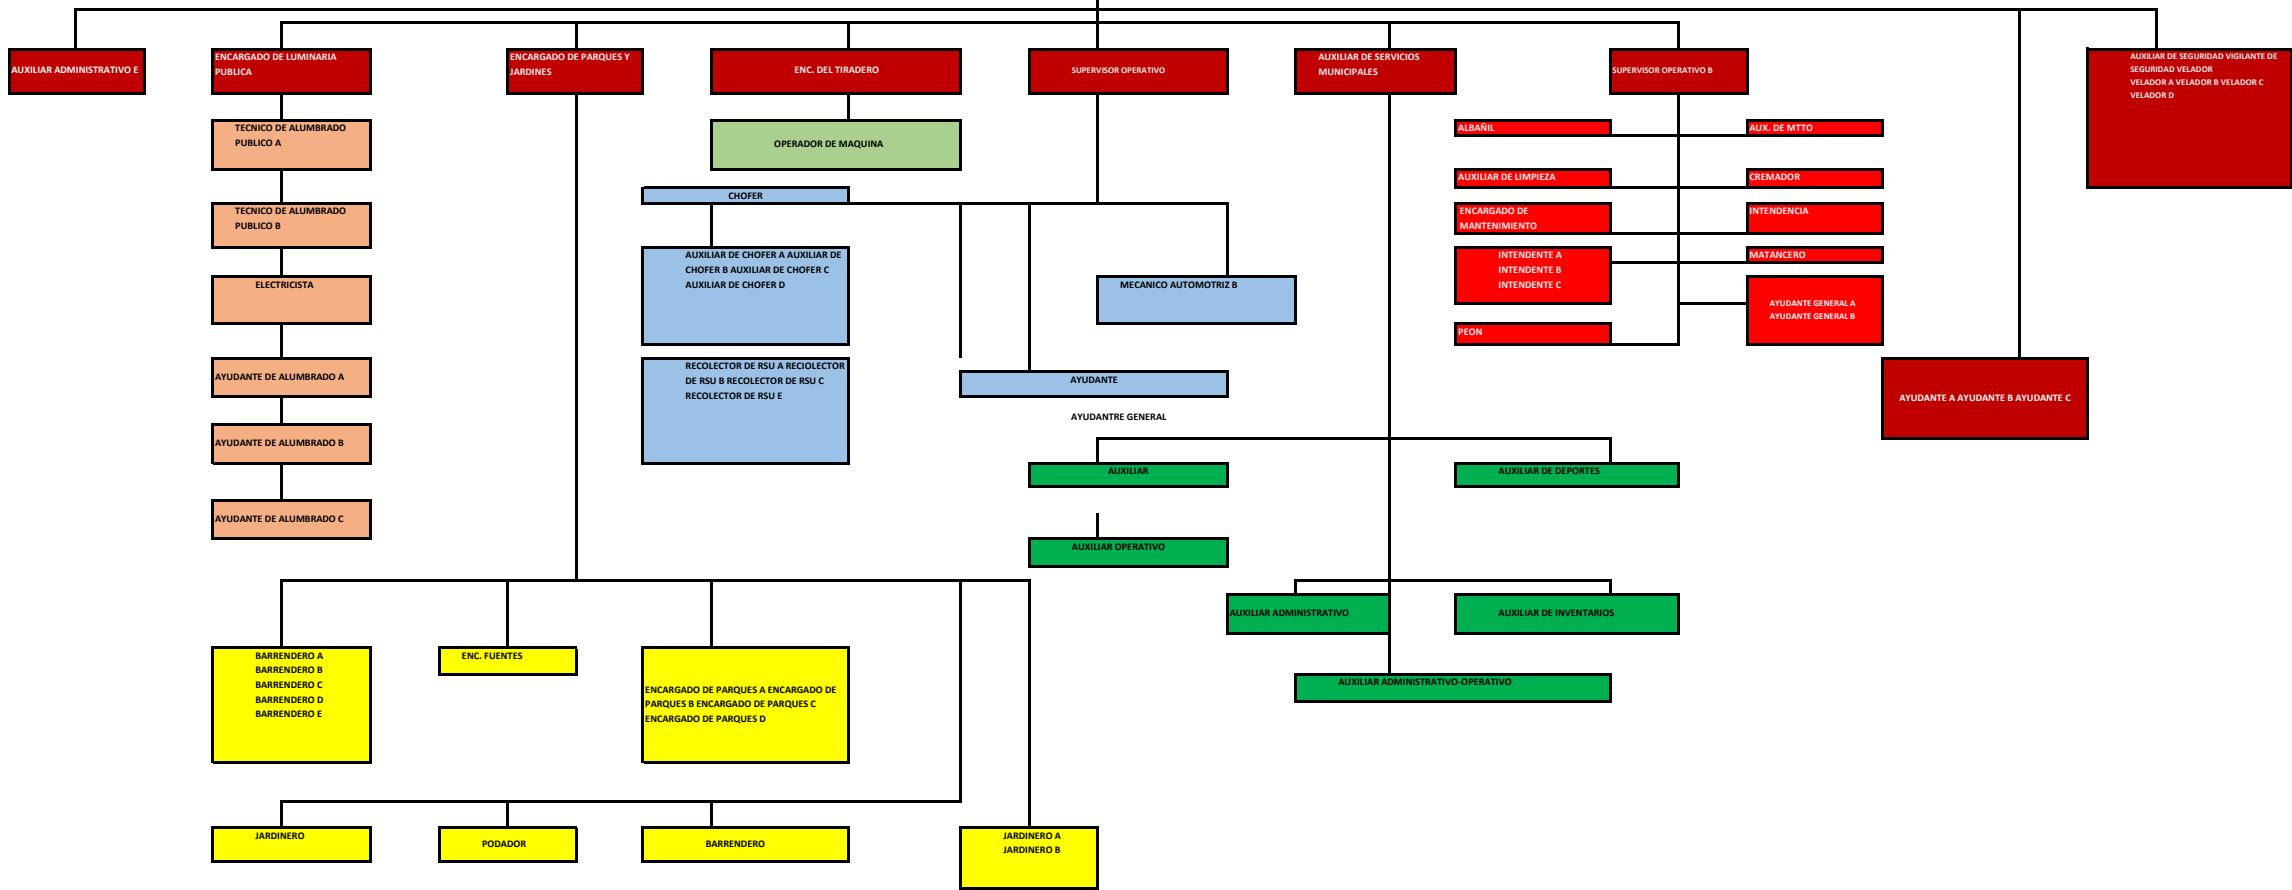 AUXILIAR ADMINISTRATIVO E
ENCARGADO DE LUMINARIA
PUBLICA
ENCARGADO DE PARQUES Y
JARDINES
ENC. DEL TIRADERO
SUPERVISOR OPERATIVO
AUXILIAR DE SERVICIOS
MUNICIPALES
SUPERVISOR OPERATIVO B
AUXILIAR DE SEGURIDAD VIGILANTE DE
SEGURIDAD VELADOR
VELADOR A VELADOR B VELADOR C
VELADOR D
TECNICO DE ALUMBRADO
PUBLICO A
OPERADOR DE MAQUINA
ALBAÑIL
AUX. DE MTTO
AUXILIAR DE LIMPIEZA
CREMADOR
CHOFER
TECNICO DE ALUMBRADO
PUBLICO B
ENCARGADO DE
MANTENIMIENTO
INTENDENCIA
AUXILIAR DE CHOFER A AUXILIAR DE
CHOFER B AUXILIAR DE CHOFER C
AUXILIAR DE CHOFER D
INTENDENTE A
INTENDENTE B
INTENDENTE C
MATANCERO
ELECTRICISTA
MECANICO AUTOMOTRIZ B
AYUDANTE GENERAL A
AYUDANTE GENERAL B
PEON
AYUDANTE DE ALUMBRADO A
RECOLECTOR DE RSU A RECIOLECTOR
DE RSU B RECOLECTOR DE RSU C
RECOLECTOR DE RSU E
AYUDANTE
AYUDANTRE GENERAL
AYUDANTE A AYUDANTE B AYUDANTE C
AYUDANTE DE ALUMBRADO B
AUXILIAR
AUXILIAR DE DEPORTES
AYUDANTE DE ALUMBRADO C
AUXILIAR OPERATIVO
AUXILIAR ADMINISTRATIVO
AUXILIAR DE INVENTARIOS
BARRENDERO A
BARRENDERO B
BARRENDERO C
BARRENDERO D
BARRENDERO E
ENC. FUENTES
ENCARGADO DE PARQUES A ENCARGADO DE
PARQUES B ENCARGADO DE PARQUES C
ENCARGADO DE PARQUES D
AUXILIAR ADMINISTRATIVO-OPERATIVO
JARDINERO
PODADOR
BARRENDERO
JARDINERO A
JARDINERO B